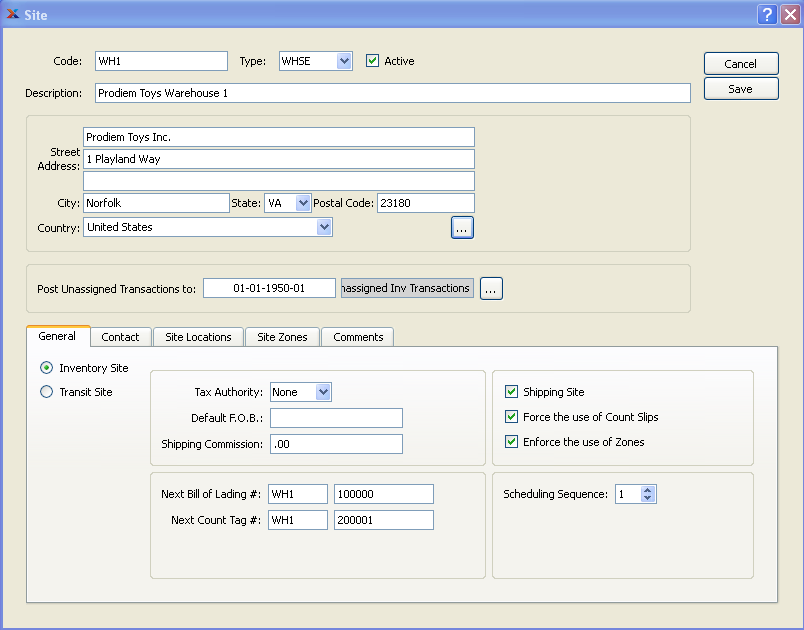 Site
Code: WH1 Type: WHSE Active Cancel
Save
Description: Prodiem Toys Warehouse 1
Prodiem Toys Inc.
Street Address: 1 Playland Way
City: Norfolk State: VA Postal Code: 23180
Country: United States ...
Post Unassigned Transactions to: 01-01-1950-01 nassigned Inv Transactions ...
General Contact Site Locations Site Zones Comments
Inventory Site
Transit Site
Tax Authority: None
Default F.O.B.:
Shipping Commission: .00
Shipping Site
Force the use of Count Slips
Enforce the use of Zones
Next Bill of Lading #: WH1 100000
Next Count Tag #: WH1 200001
Scheduling Sequence: 1